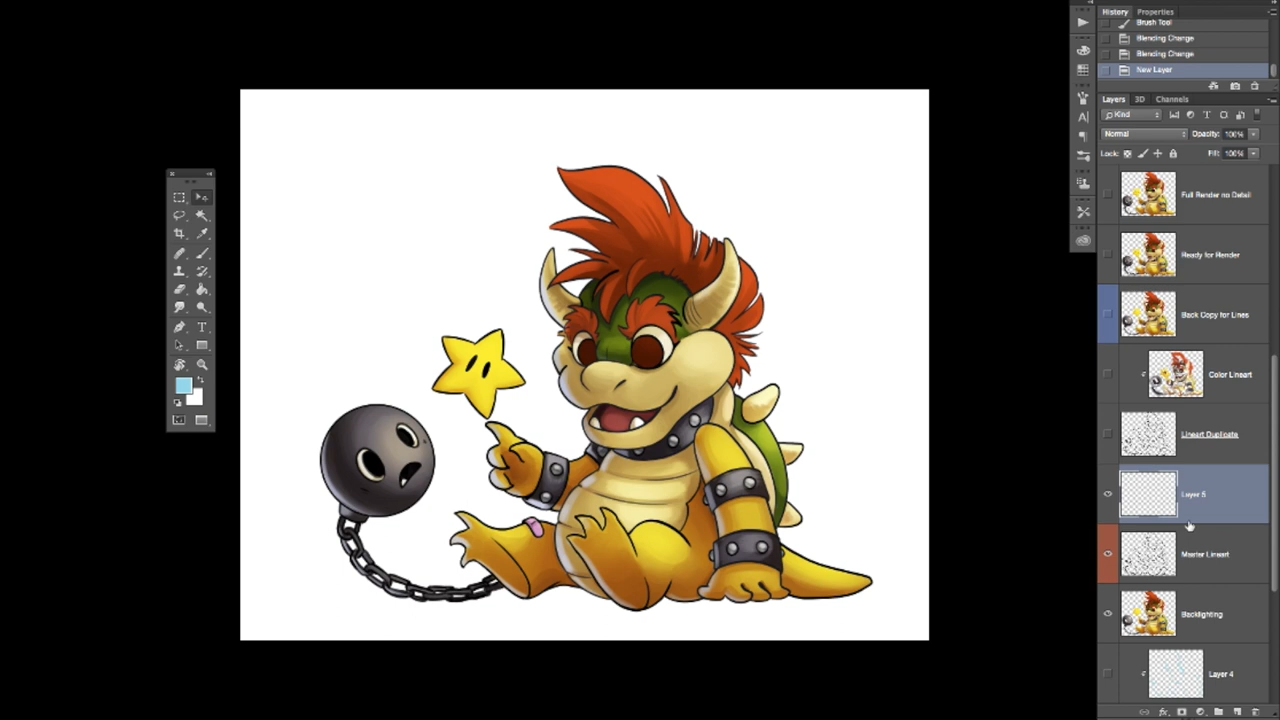 History Properties
Brush Tool
Blending Change
Blending Change
New Layer
Layers 3D Channels
Kind
Normal Opacity: 100%
Lock: Fill: 100%
Full Render no Detail
Ready for Render
Back Copy for Lines
Color Lineart
Lineart Duplicate
Layer 5
Master Lineart
Backlighting
Layer 4